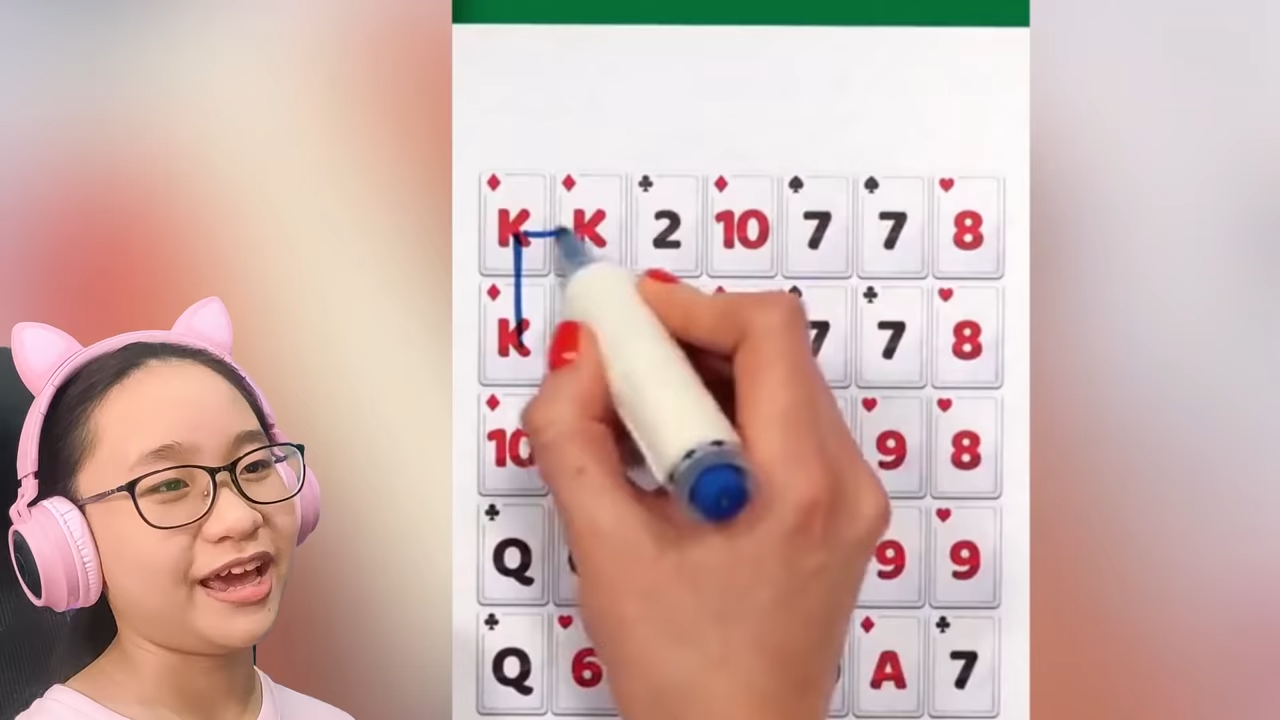 ♦ K ♦ K ♣ 2 ♦ 10 ♠ 7 ♠ 7 ♥ 8
♦ K 7 ♣ 7 ♥ 8
♦ 10 ♥ 9 ♥ 8
♣ Q 9 ♥ 9
♣ Q ♥ 6 ♦ A ♣ 7